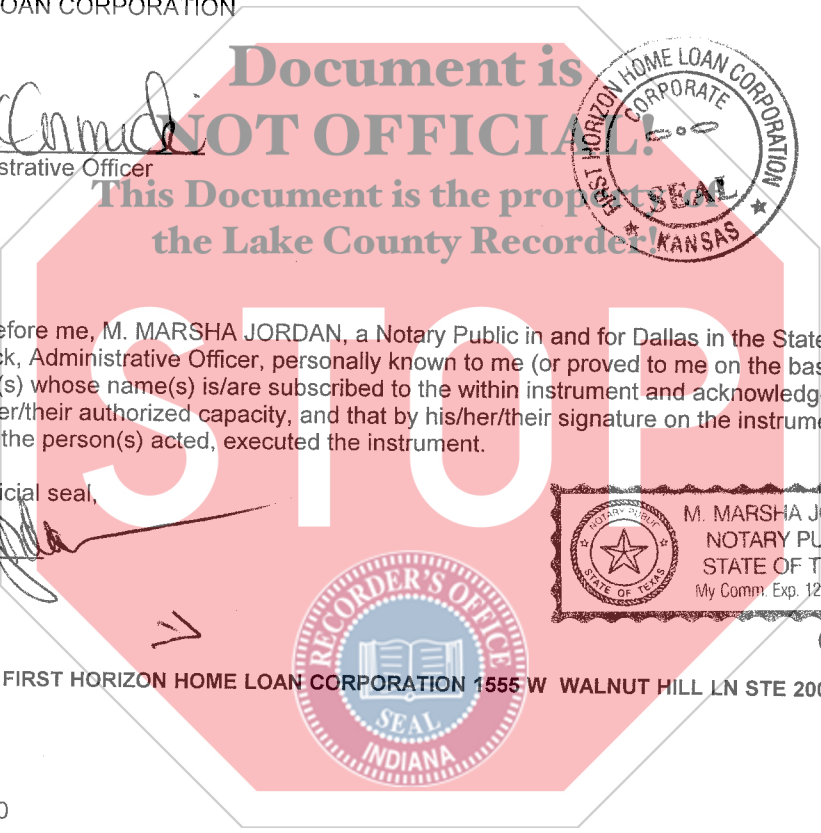 OAN CORPORATION
Document is
NOT OFFICIAL!
strative Officer
This Document is the property of
the Lake County Recorder!
FIRST HORIZON HOME LOAN CORPORATION
CORPORATE
SEAL
★ KANSAS ★
STOP
efore me, M. MARSHA JORDAN, a Notary Public in and for Dallas in the State
ck, Administrative Officer, personally known to me (or proved to me on the bas
(s) whose name(s) is/are subscribed to the within instrument and acknowledg
er/their authorized capacity, and that by his/her/their signature on the instrume
the person(s) acted, executed the instrument.
icial seal,
NOTARY PUBLIC
STATE OF TEXAS
M. MARSHA J
NOTARY PU
STATE OF T
My Comm. Exp. 12
RECORDER'S OFFICE
SEAL
INDIANA
FIRST HORIZON HOME LOAN CORPORATION 1555 W WALNUT HILL LN STE 200
0